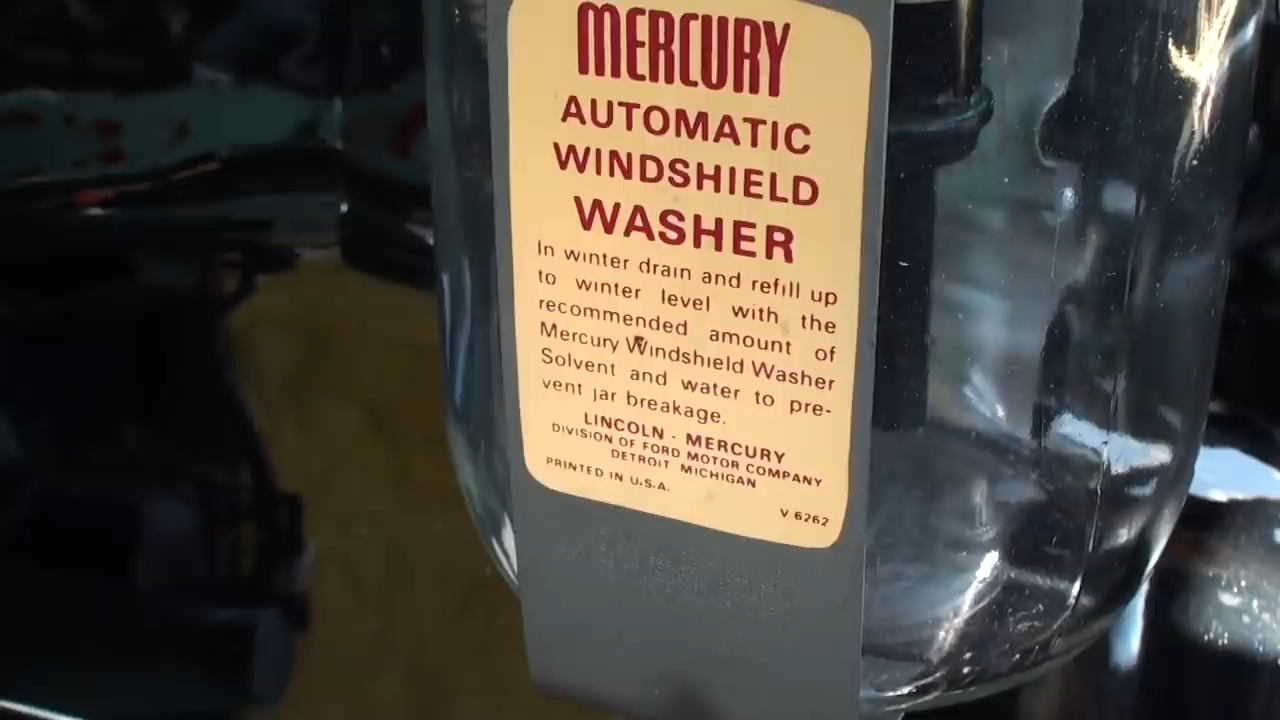 MERCURY
AUTOMATIC
WINDSHIELD
WASHER
In winter drain and refill up
to winter level with the
recommended amount of
Mercury Windshield Washer
Solvent and water to pre-
vent jar breakage.
LINCOLN - MERCURY
DIVISION OF FORD MOTOR COMPANY
DETROIT MICHIGAN
PRINTED IN U.S.A.
V 6262